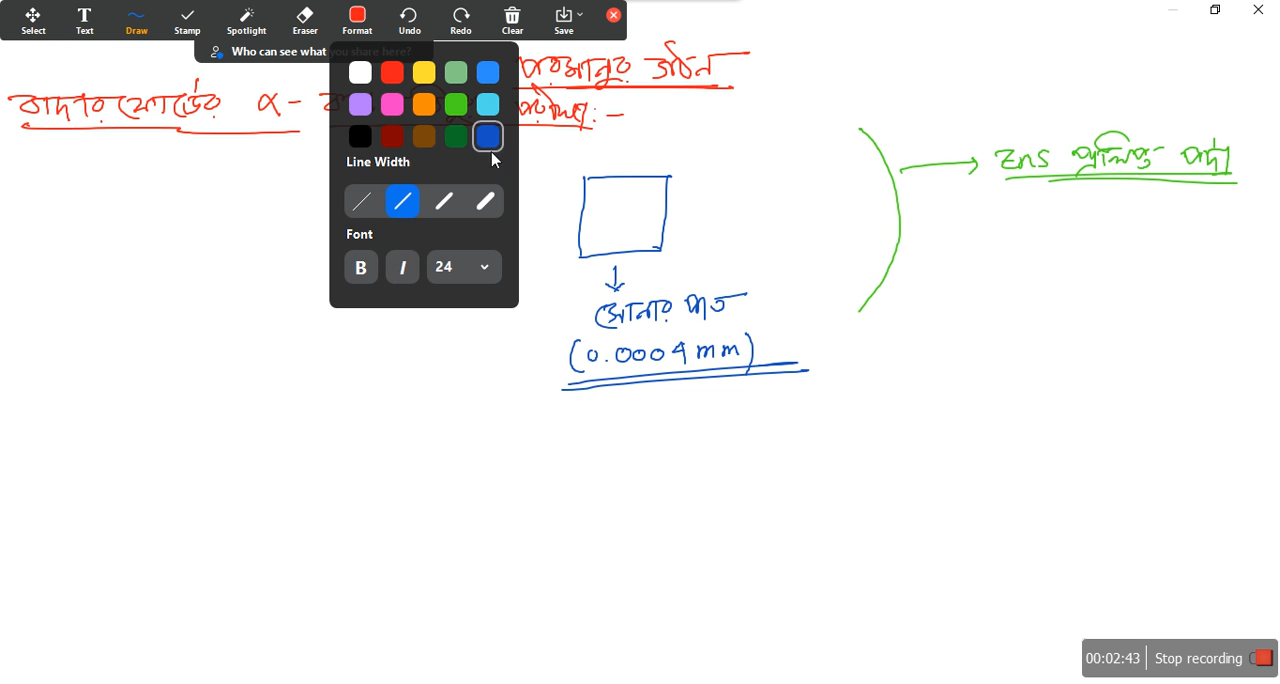 Select Text Draw Stamp Spotlight Eraser Format Undo Redo Clear Save
Who can see what you share here?
পরমানুর গঠন
রাদারফোর্ডের α-
Line Width
Font
B I 24
ZnS প্রলিপ্ত পর্দা
সোনার পাত
(0.0004 mm)
00:02:43 Stop recording